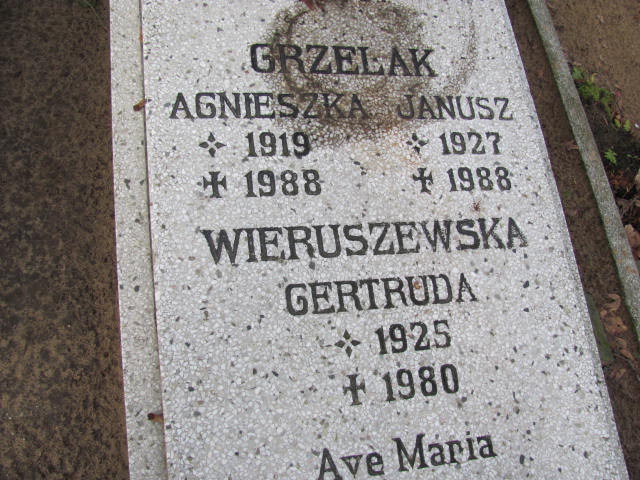 GRZELAK
AGNIESZKA JANUSZ
1919 1927
1988 1988
WIERUSZEWSKA
GERTRUDA
1925
1980
Ave Maria